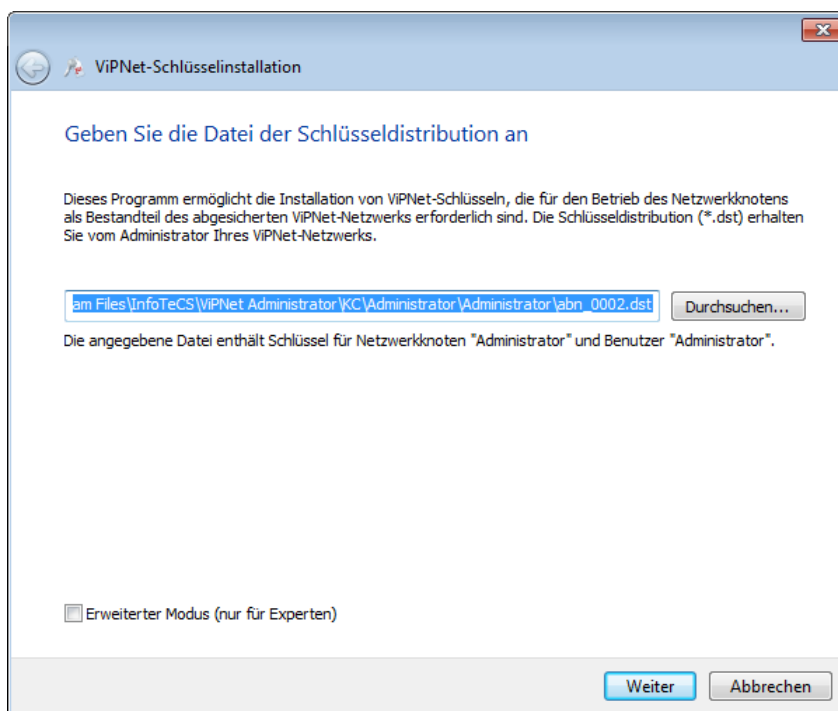 ViPNet-Schlüsselinstallation
Geben Sie die Datei der Schlüsseldistribution an
Dieses Programm ermöglicht die Installation von ViPNet-Schlüsseln, die für den Betrieb des Netzwerkknotens
als Bestandteil des abgesicherten ViPNet-Netzwerks erforderlich sind. Die Schlüsseldistribution (*.dst) erhalten
Sie vom Administrator Ihres ViPNet-Netzwerks.
am Files\InfoTeCS\ViPNet Administrator\KC\Administrator\Administrator\abn_0002.dst
Durchsuchen...
Die angegebene Datei enthält Schlüssel für Netzwerkknoten "Administrator" und Benutzer "Administrator".
Erweiterter Modus (nur für Experten)
Weiter
Abbrechen